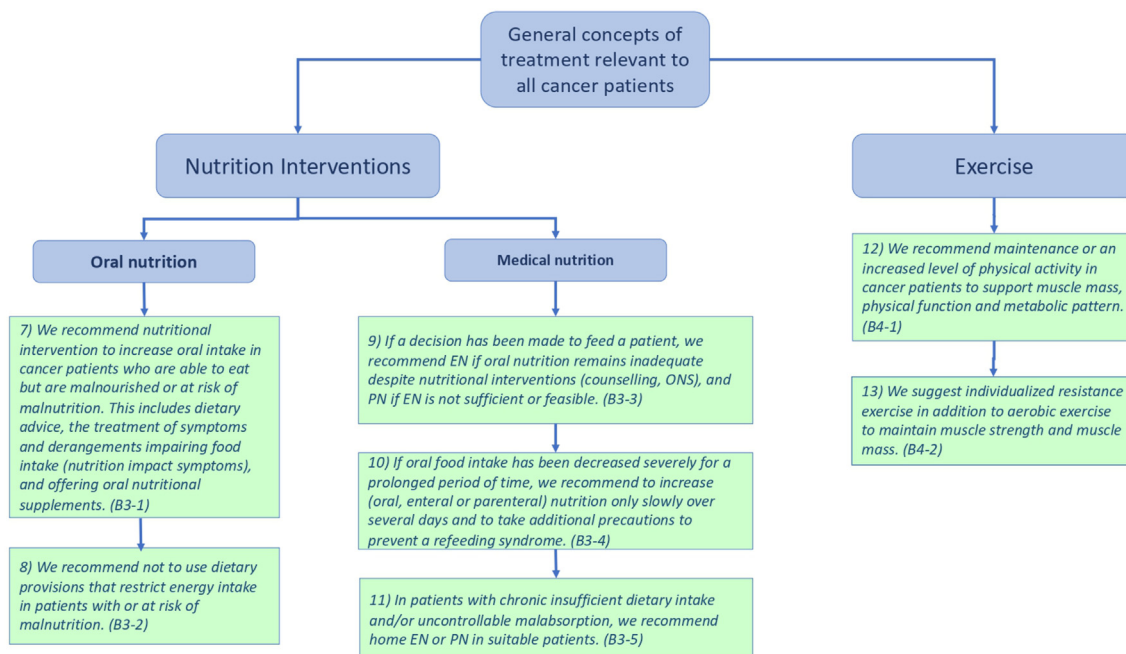 General concepts of
treatment relevant to
all cancer patients
Nutrition Interventions
Exercise
Oral nutrition
Medical nutrition
7) We recommend nutritional
intervention to increase oral intake in
cancer patients who are able to eat
but are malnourished or at risk of
malnutrition. This includes dietary
advice, the treatment of symptoms
and derangements impairing food
intake (nutrition impact symptoms),
and offering oral nutritional
supplements. (B3-1)
8) We recommend not to use dietary
provisions that restrict energy intake
in patients with or at risk of
malnutrition. (B3-2)
9) If a decision has been made to feed a patient, we
recommend EN if oral nutrition remains inadequate
despite nutritional interventions (counselling, ONS), and
PN if EN is not sufficient or feasible. (B3-3)
10) If oral food intake has been decreased severely for a
prolonged period of time, we recommend to increase
(oral, enteral or parenteral) nutrition only slowly over
several days and to take additional precautions to
prevent a refeeding syndrome. (B3-4)
11) In patients with chronic insufficient dietary intake
and/or uncontrollable malabsorption, we recommend
home EN or PN in suitable patients. (B3-5)
12) We recommend maintenance or an
increased level of physical activity in
cancer patients to support muscle mass,
physical function and metabolic pattern.
(B4-1)
13) We suggest individualized resistance
exercise in addition to aerobic exercise
to maintain muscle strength and muscle
mass. (B4-2)